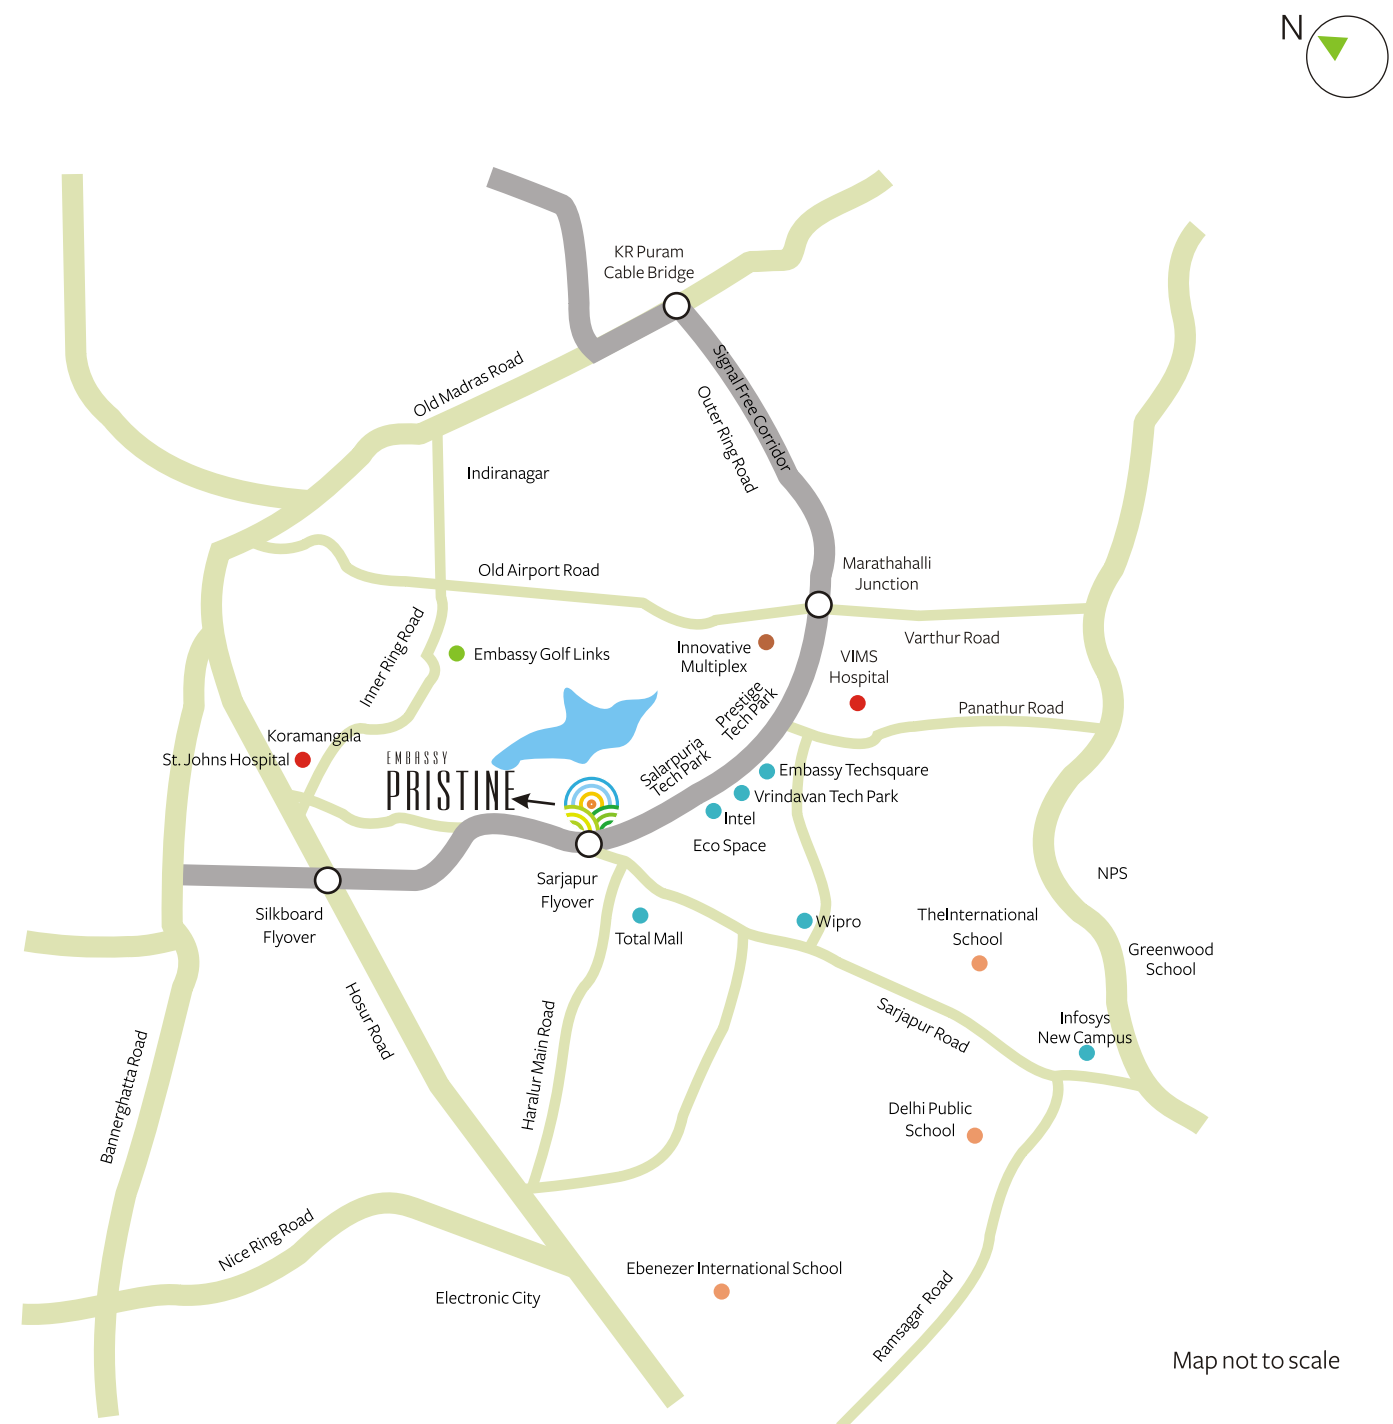 N
KR Puram
Cable Bridge
Signal Free Corridor
Outer Ring Road
Old Madras Road
Indiranagar
Old Airport Road
Marathahalli
Junction
Varthur Road
Inner Ring Road
Embassy Golf Links
Innovative
Multiplex
VIMS
Hospital
Panathur Road
Prestige
Tech Park
Salarpuria
Tech Park
Koramangala
St. Johns Hospital
EMBASSY
PRISTINE
Embassy Techsquare
Vrindavan Tech Park
Intel
Eco Space
Sarjapur
Flyover
Silkboard
Flyover
Total Mall
Wipro
NPS
TheInternational
School
Greenwood
School
Hosur Road
Haralur Main Road
Sarjapur Road
Infosys
New Campus
Bannerghatta Road
Delhi Public
School
Nice Ring Road
Ebenezer International School
Electronic City
Ramsagar Road
Map not to scale